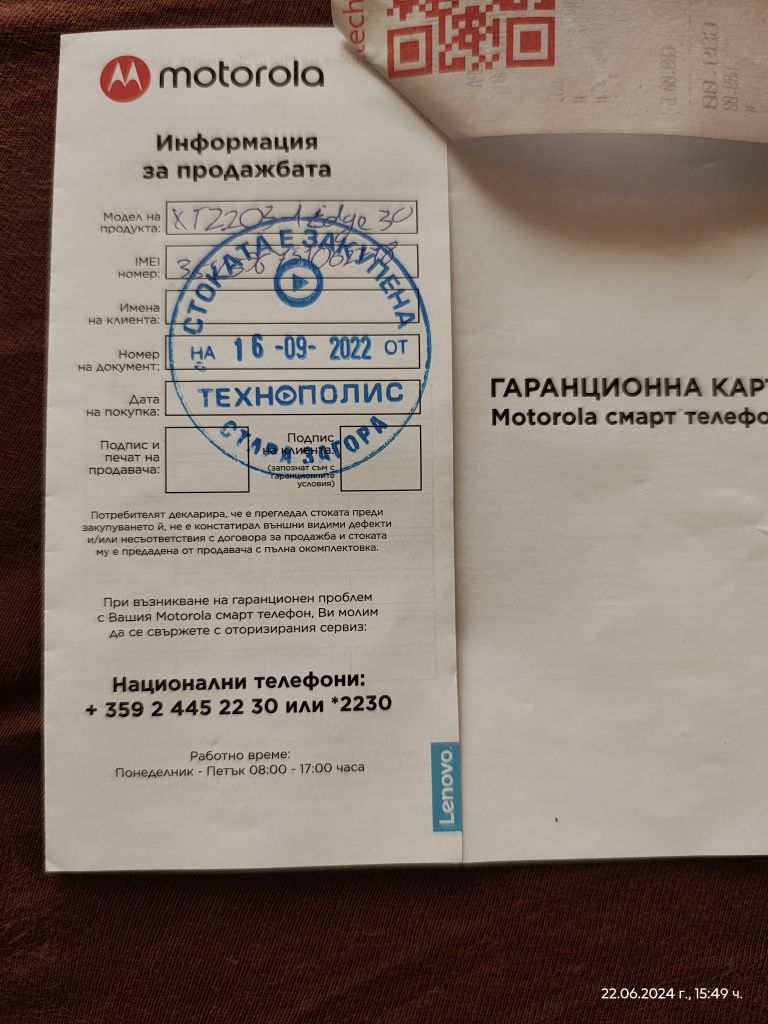 motorola
Информация
за продажбата
Модел на
продукта:
XT2203-1 Edge 30
IMEI
номер:
Имена
на клиента:
Номер
на документ:
Дата
на покупка:
Подпис и
печат на
продавача:
Подпис
на клиента:
(запознат съм с
гаранционните
условия)
СТОКАТА Е ЗАКУПЕНА
НА 16-09-2022 ОТ
ТЕХНОПОЛИС
СТАРА ЗАГОРА
Потребителят декларира, че е прегледал стоката преди
закупуването ѝ, не е констатирал външни видими дефекти
и/или несъответствия с договора за продажба и стоката
му е предадена от продавача с пълна окомплектовка.
При възникване на гаранционен проблем
с Вашия Motorola смарт телефон, Ви молим
да се свържете с оторизирания сервиз:
Национални телефони:
+ 359 2 445 22 30 или *2230
Работно време:
Понеделник - Петък 08:00 - 17:00 часа
Lenovo
ГАРАНЦИОННА КАР
Motorola смарт телефо
22.06.2024 г., 15:49 ч.